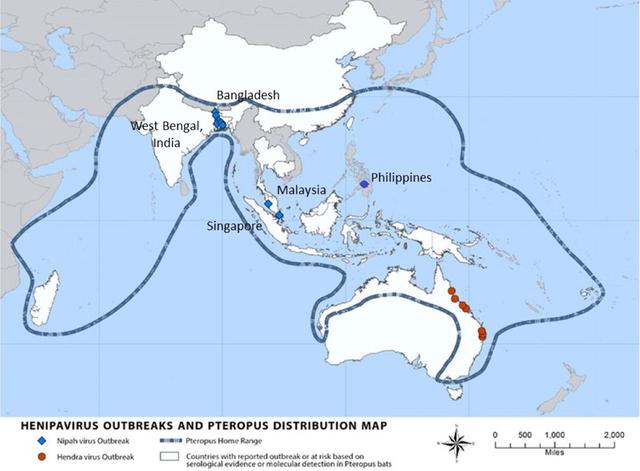 Bangladesh
West Bengal,
India
Philippines
Malaysia
Singapore
HENIPAVIRUS OUTBREAKS AND PTEROPUS DISTRIBUTION MAP
Nipah virus Outbreak
Pteropus Home Range
Hendra virus Outbreak
Countries with reported outbreak or at risk based on
serological evidence or molecular detection in Pteropus bats
0 500 1,000 2,000
Miles